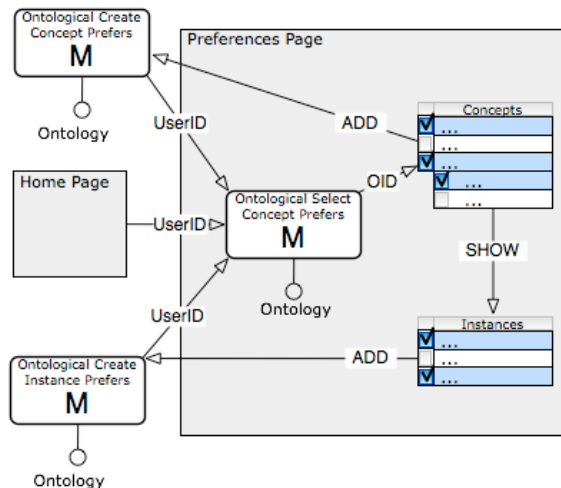 Ontological Create
Concept Prefers
M
Ontology
UserID
Preferences Page
ADD
Concepts
...
...
...
...
...
Home Page
UserID
Ontological Select
Concept Prefers
M
OID
Ontology
SHOW
UserID
Instances
...
...
...
ADD
Ontological Create
Instance Prefers
M
Ontology